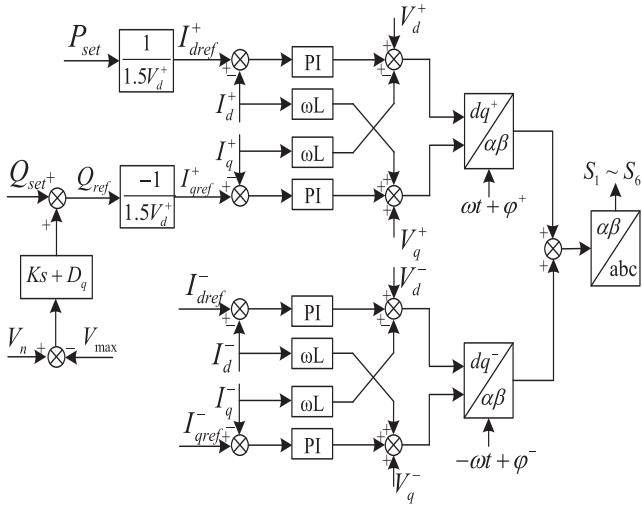 P_set
1
1.5V_d^+
I_dref^+
PI
V_d^+
I_d^+
ωL
I_q^+
ωL
dq^+
αβ
ωt + φ^+
Q_set
Q_ref
-1
1.5V_d^+
I_qref^+
PI
V_q^+
S_1 ~ S_6
αβ
abc
Ks + D_q
V_n
V_max
I_dref^-
PI
V_d^-
I_d^-
ωL
I_q^-
ωL
dq^-
αβ
-ωt + φ^-
I_qref^-
PI
V_q^-